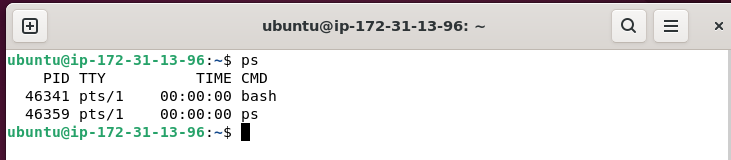 ubuntu@ip-172-31-13-96: ~
ubuntu@ip-172-31-13-96:~$ ps
    PID TTY          TIME CMD
  46341 pts/1    00:00:00 bash
  46359 pts/1    00:00:00 ps
ubuntu@ip-172-31-13-96:~$